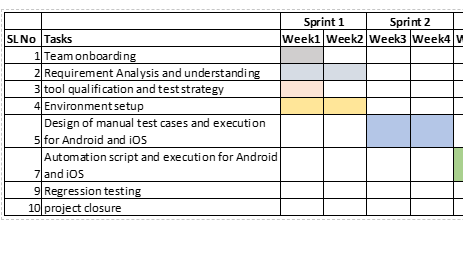 Sprint 1 Sprint 2
SL No Tasks Week1 Week2 Week3 Week4 W
1 Team onboarding
2 Requirement Analysis and understanding
3 tool qualification and test strategy
4 Environment setup
Design of manual test cases and execution
5 for Android and iOS
Automation script and execution for Android
7 and iOS
9 Regression testing
10 project closure